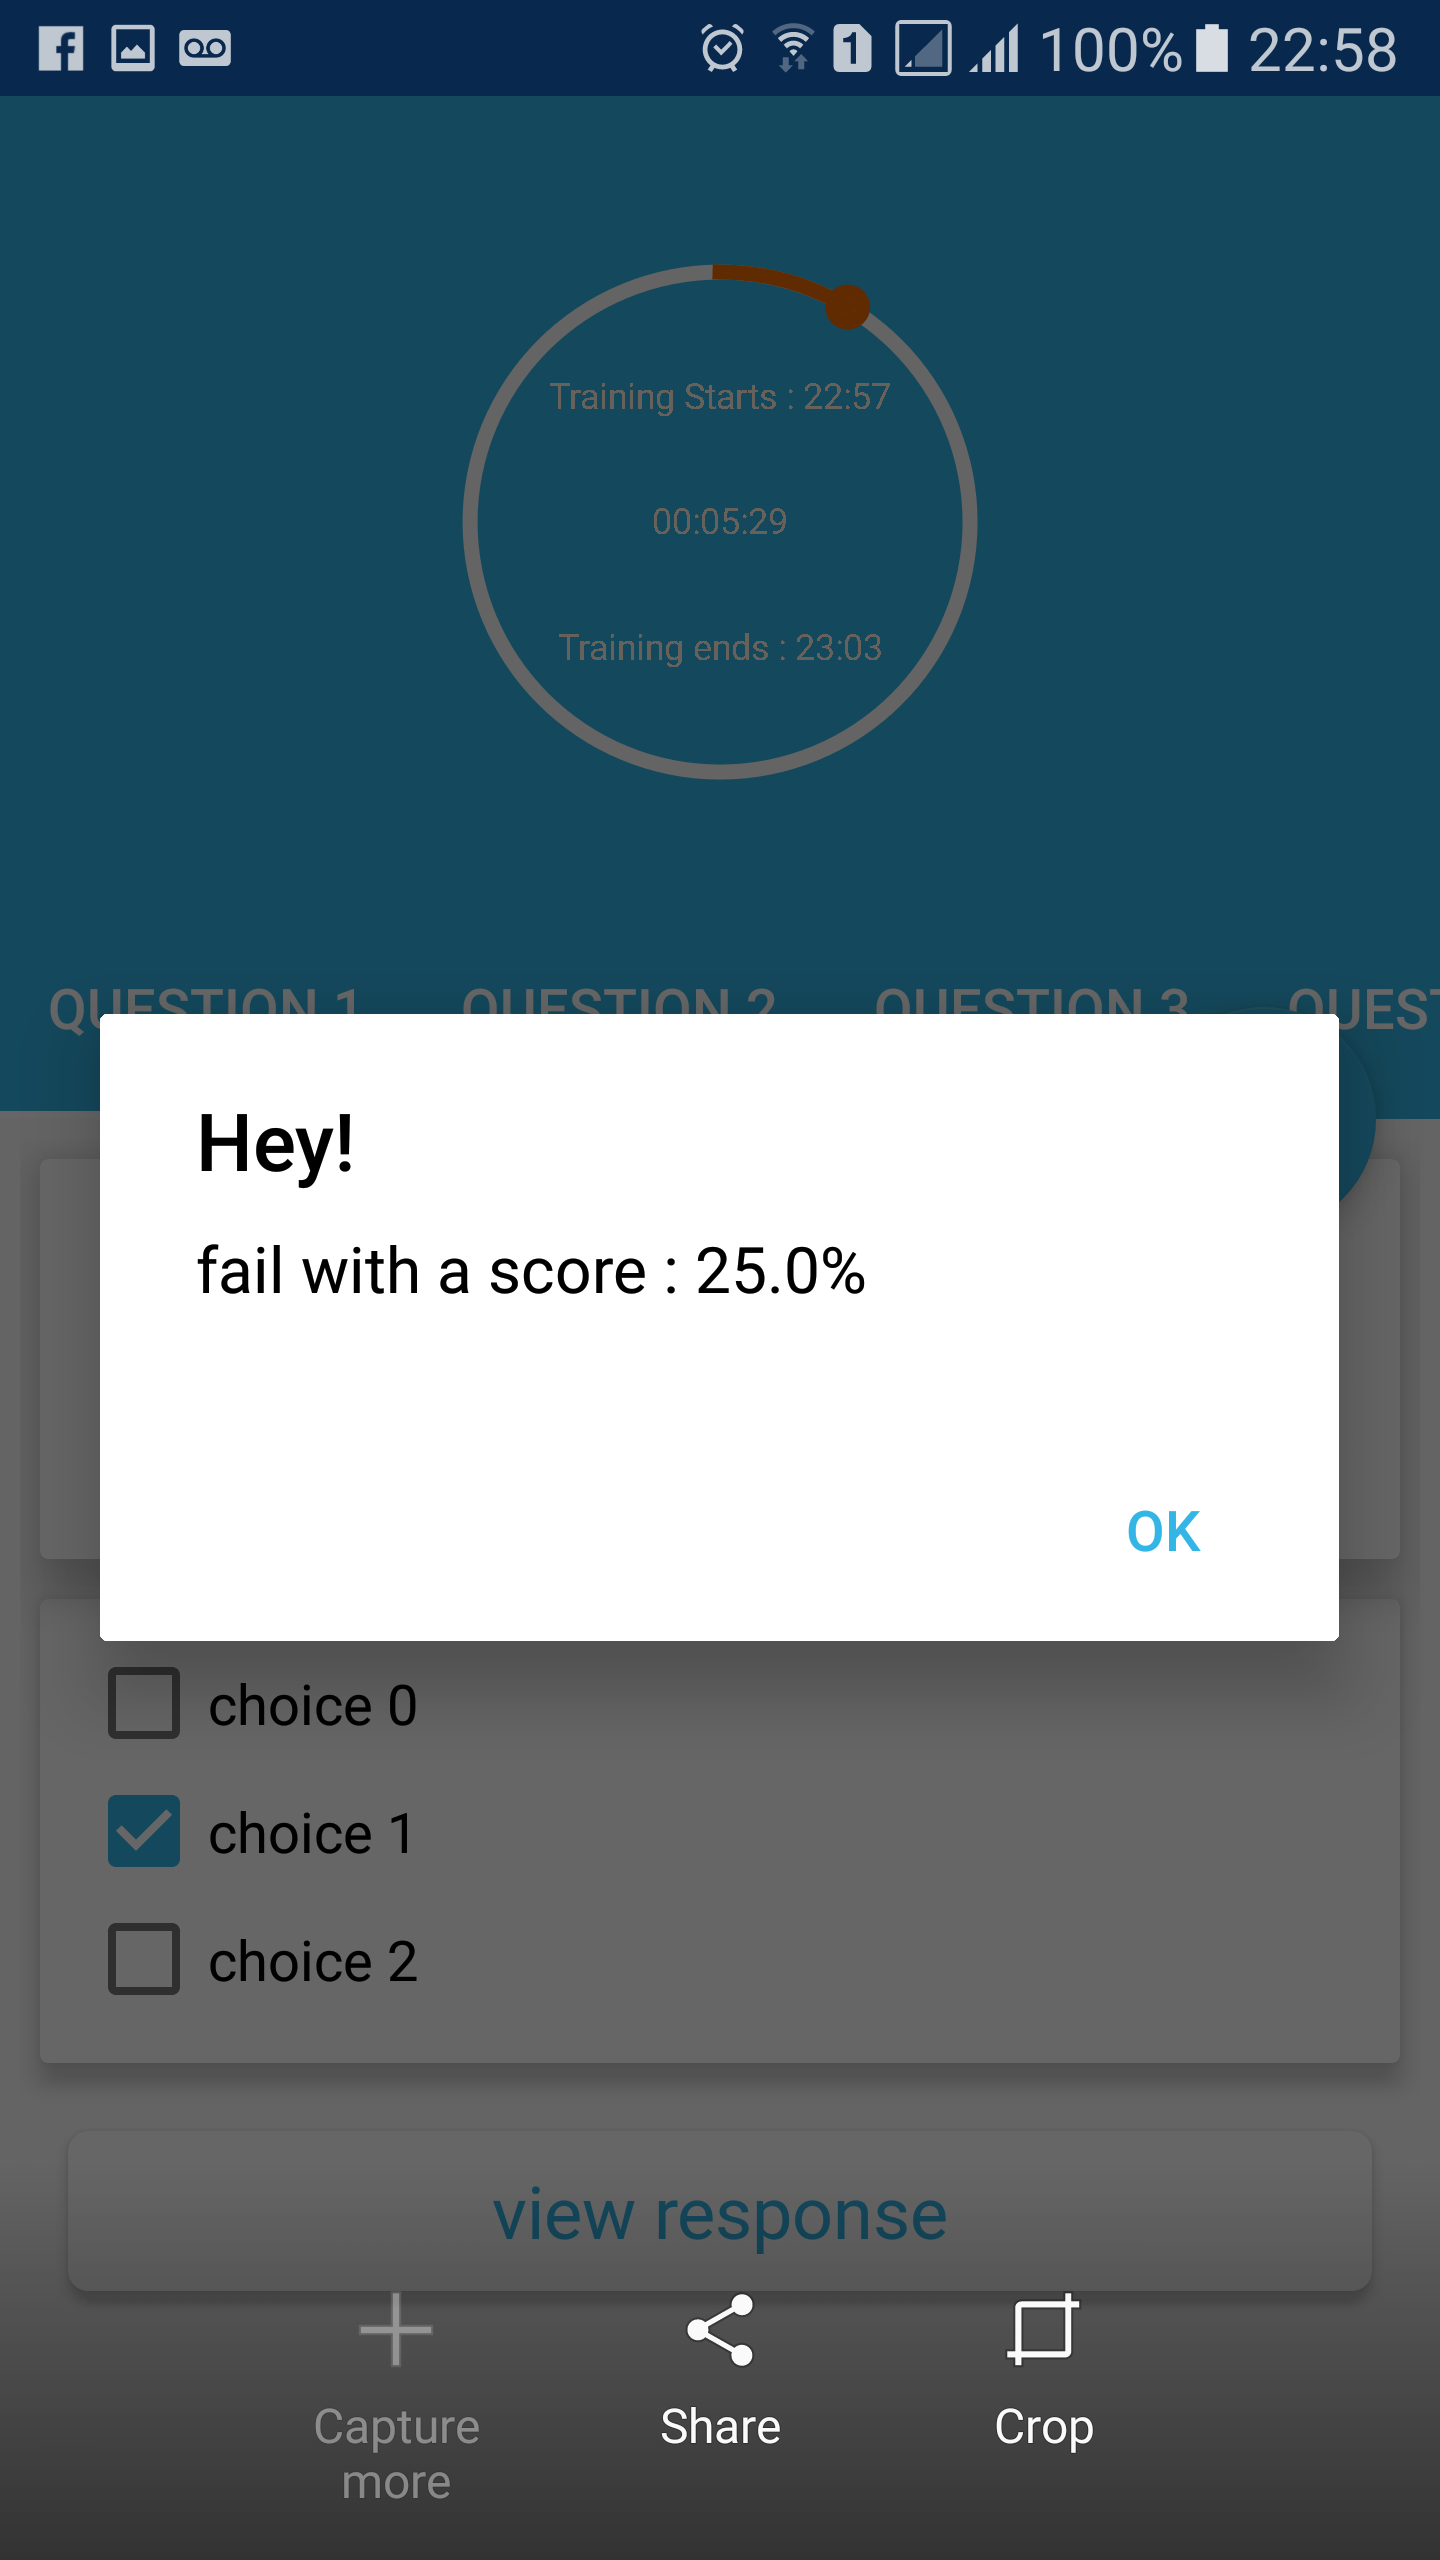 100% 22:58
Training Starts : 22:57
00:05:29
Training ends : 23:03
QUESTION 1 QUESTION 2 QUESTION 3 QUEST
Hey!
fail with a score : 25.0%
OK
choice 0
choice 1
choice 2
view response
Capture more
Share
Crop